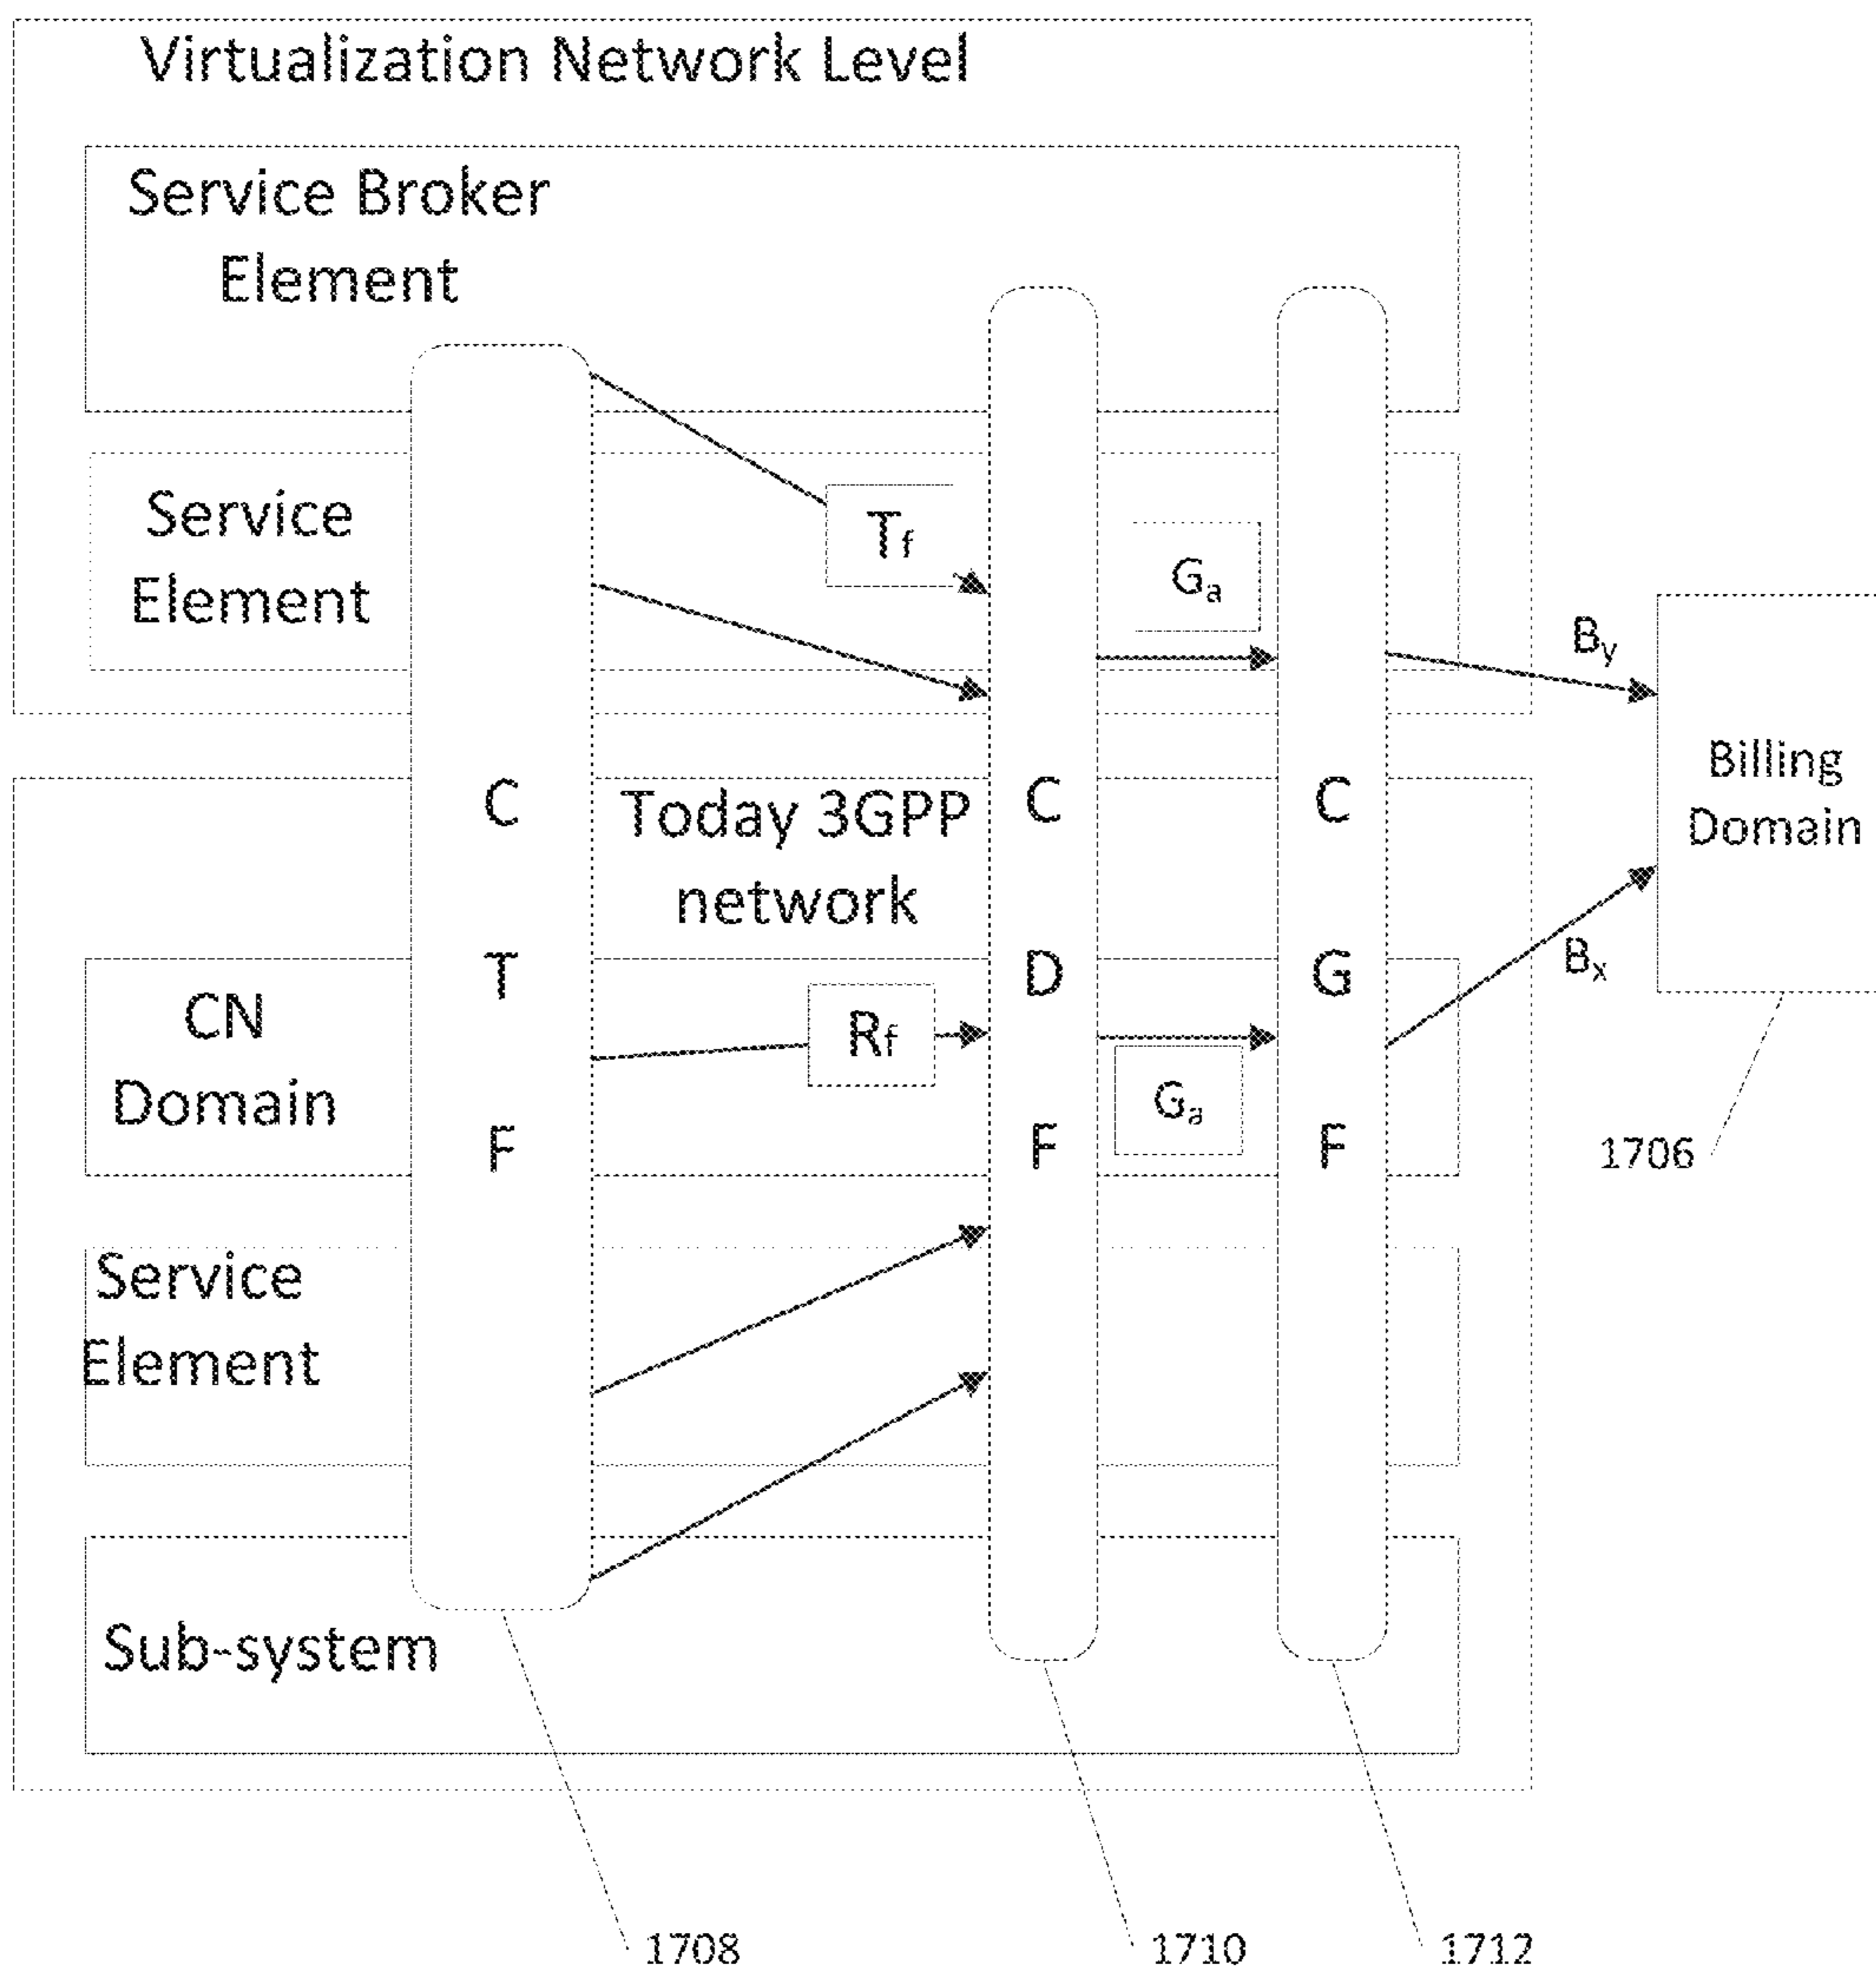 Virtualization Network Level
Service Broker
Element
Service
Element
Tf
Ga
By
Billing
Domain
C
T
F
Today 3GPP
network
C
D
F
C
G
F
CN
Domain
Rf
Ga
Bx
1706
Service
Element
Sub-system
1708
1710
1712